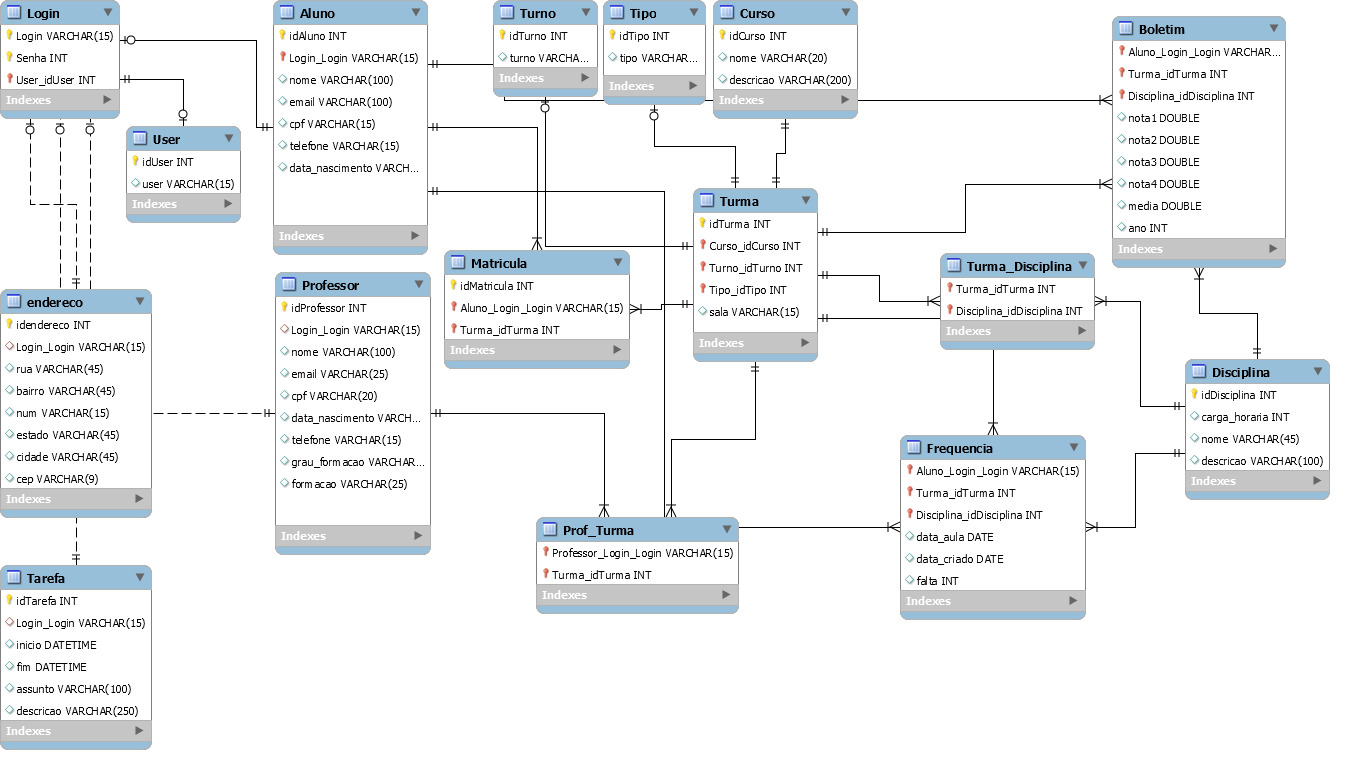 Login
Login VARCHAR(15)
Senha INT
User_idUser INT
Indexes
User
idUser INT
user VARCHAR(15)
Indexes
Aluno
idAluno INT
Login_Login VARCHAR(15)
nome VARCHAR(100)
email VARCHAR(100)
cpf VARCHAR(15)
telefone VARCHAR(15)
data_nascimento VARCH...
Indexes
Turno
idTurno INT
turno VARCHA...
Indexes
Tipo
idTipo INT
tipo VARCHAR...
Indexes
Curso
idCurso INT
nome VARCHAR(20)
descricao VARCHAR(200)
Indexes
Boletim
Aluno_Login_Login VARCHAR...
Turma_idTurma INT
Disciplina_idDisciplina INT
nota1 DOUBLE
nota2 DOUBLE
nota3 DOUBLE
nota4 DOUBLE
media DOUBLE
ano INT
Indexes
Turma
idTurma INT
Curso_idCurso INT
Turno_idTurno INT
Tipo_idTipo INT
sala VARCHAR(15)
Indexes
Matricula
idMatricula INT
Aluno_Login_Login VARCHAR(15)
Turma_idTurma INT
Indexes
Turma_Disciplina
Turma_idTurma INT
Disciplina_idDisciplina INT
Indexes
endereco
idendereco INT
Login_Login VARCHAR(15)
rua VARCHAR(45)
bairro VARCHAR(45)
num VARCHAR(15)
estado VARCHAR(45)
cidade VARCHAR(45)
cep VARCHAR(9)
Indexes
Professor
idProfessor INT
Login_Login VARCHAR(15)
nome VARCHAR(100)
email VARCHAR(25)
cpf VARCHAR(20)
data_nascimento VARCH...
telefone VARCHAR(15)
grau_formacao VARCHAR...
formacao VARCHAR(25)
Indexes
Disciplina
idDisciplina INT
carga_horaria INT
nome VARCHAR(45)
descricao VARCHAR(100)
Indexes
Frequencia
Aluno_Login_Login VARCHAR(15)
Turma_idTurma INT
Disciplina_idDisciplina INT
data_aula DATE
data_criado DATE
falta INT
Indexes
Prof_Turma
Professor_Login_Login VARCHAR(15)
Turma_idTurma INT
Indexes
Tarefa
idTarefa INT
Login_Login VARCHAR(15)
inicio DATETIME
fim DATETIME
assunto VARCHAR(100)
descricao VARCHAR(250)
Indexes